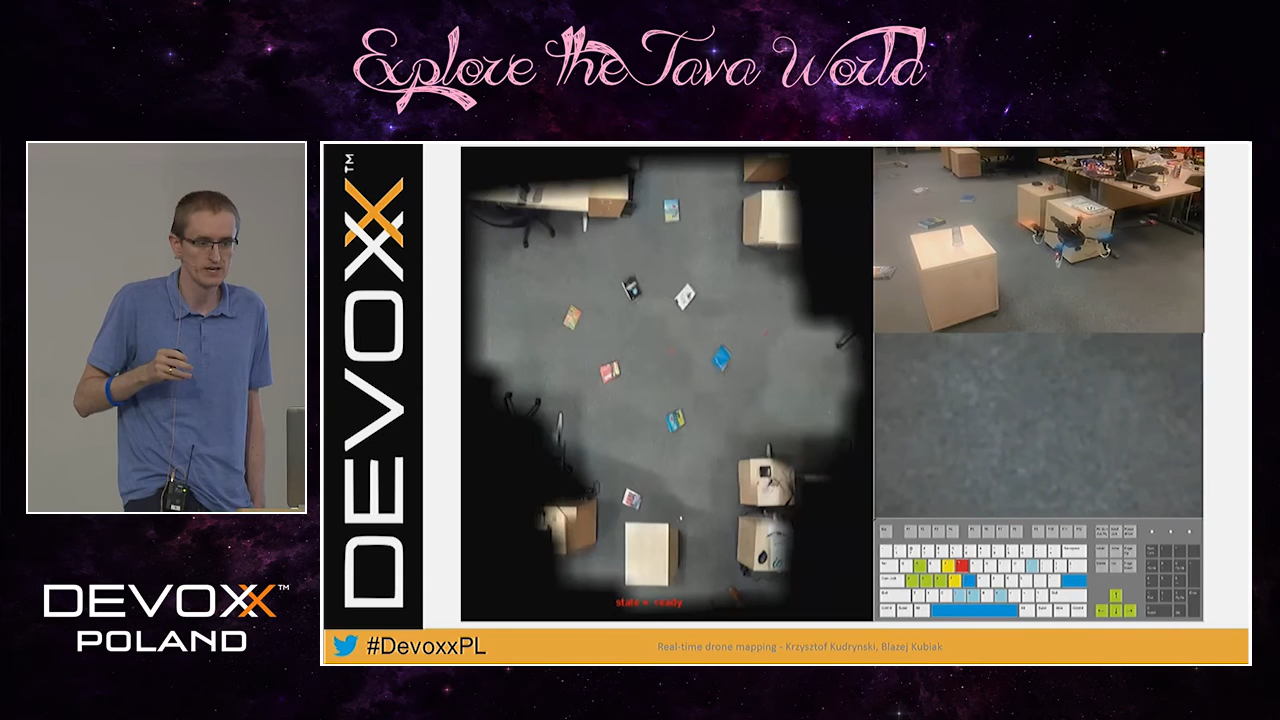 Explore the Java World
DEVOXX™
state = ready
DEVOXX™
POLAND
#DevoxxPL
Real-time drone mapping - Krzysztof Kudrynski, Blazej Kubiak